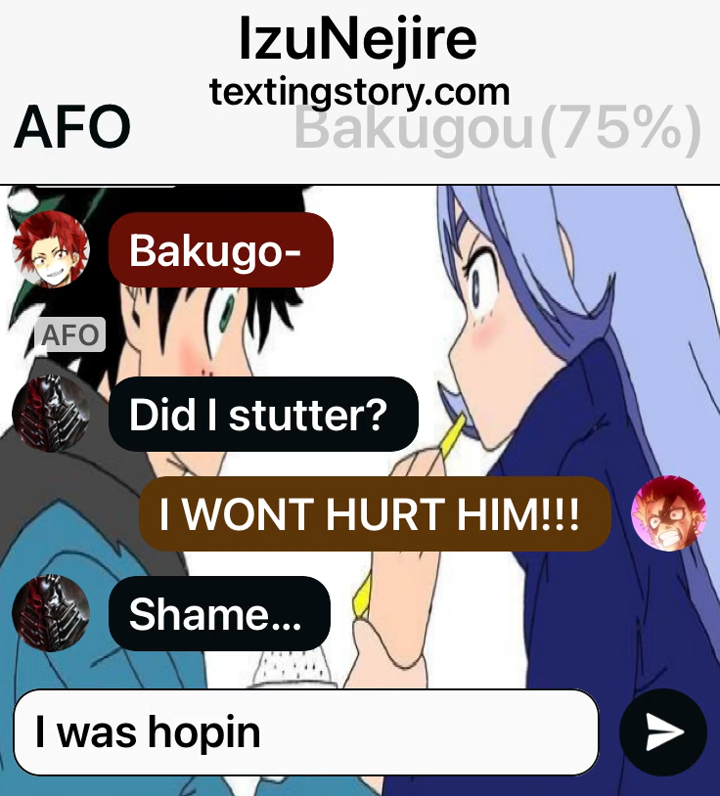 IzuNejire
textingstory.com
AFO
Bakugou(75%)
Bakugo-
AFO
Did I stutter?
I WONT HURT HIM!!!
Shame...
I was hopin